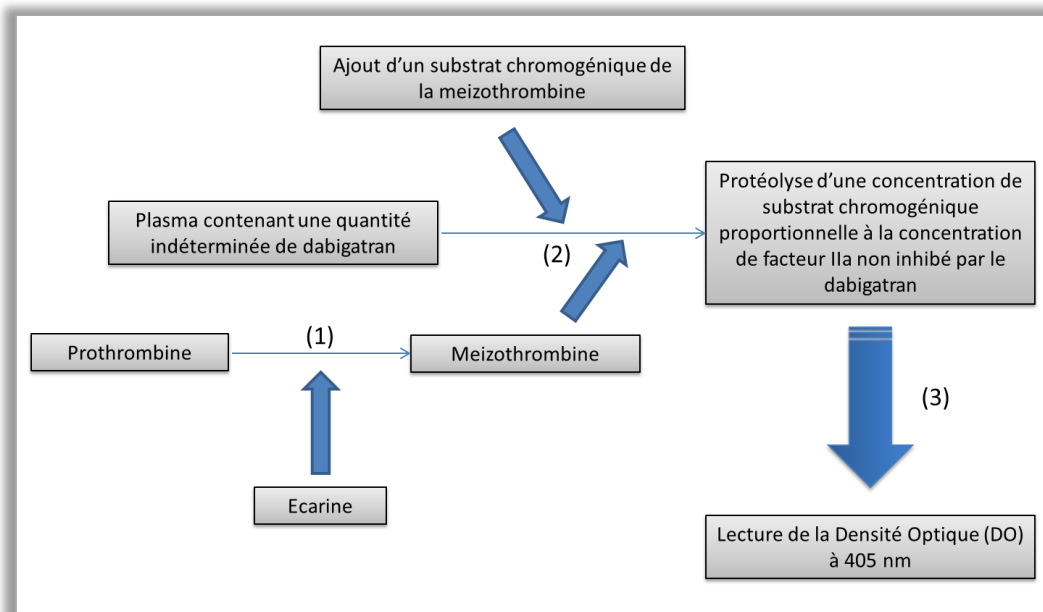 Ajout d'un substrat chromogénique de
la meizothrombine
Plasma contenant une quantité
indéterminée de dabigatran
(2)
Protéolyse d'une concentration de
substrat chromogénique
proportionnelle à la concentration
de facteur IIa non inhibé par le
dabigatran
Prothrombine
(1)
Meizothrombine
(3)
Ecarine
Lecture de la Densité Optique (DO)
à 405 nm